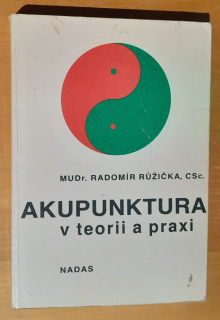 MUDr. RADOMÍR RŮŽIČKA, CSc.
AKUPUNKTURA
v teorii a praxi
NADAS